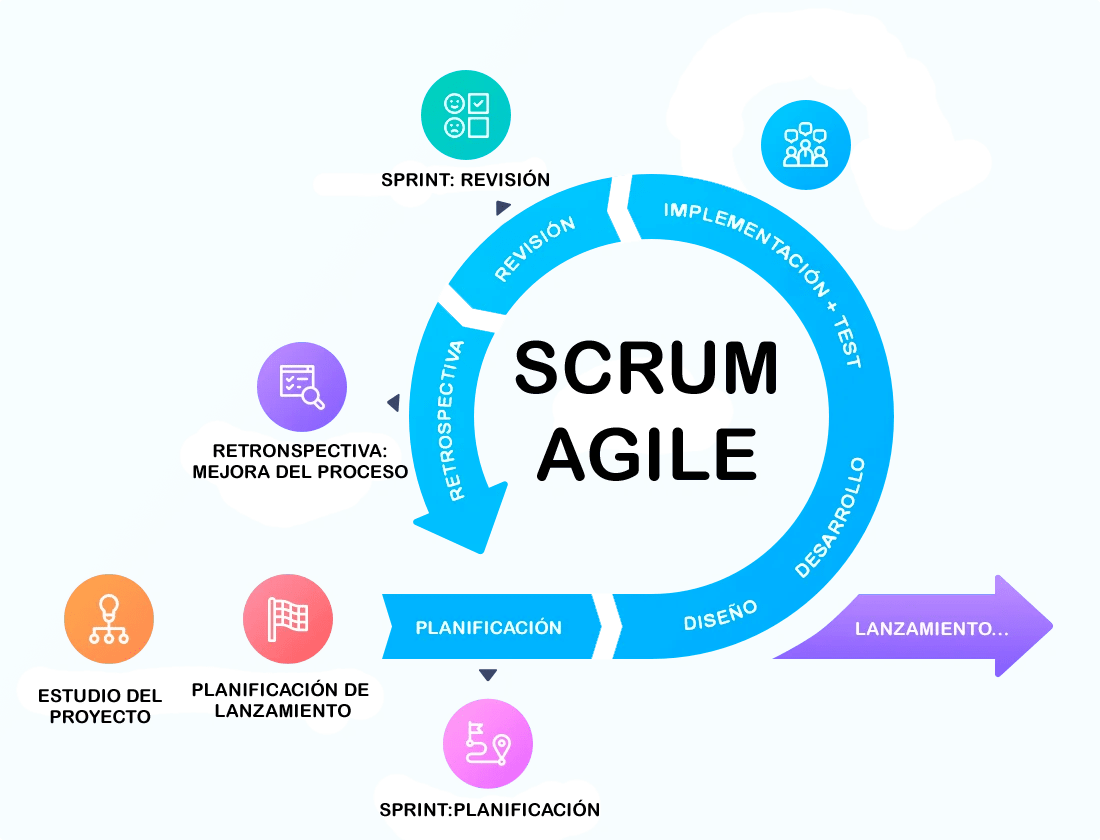 SPRINT: REVISIÓN
IMPLEMENTACIÓN + TEST
REVISIÓN
SCRUM
AGILE
RETROSPECTIVA
RETRONSPECTIVA:
MEJORA DEL PROCESO
DESARROLLO
DISEÑO
PLANIFICACIÓN
LANZAMIENTO...
ESTUDIO DEL
PROYECTO
PLANIFICACIÓN DE
LANZAMIENTO
SPRINT:PLANIFICACIÓN